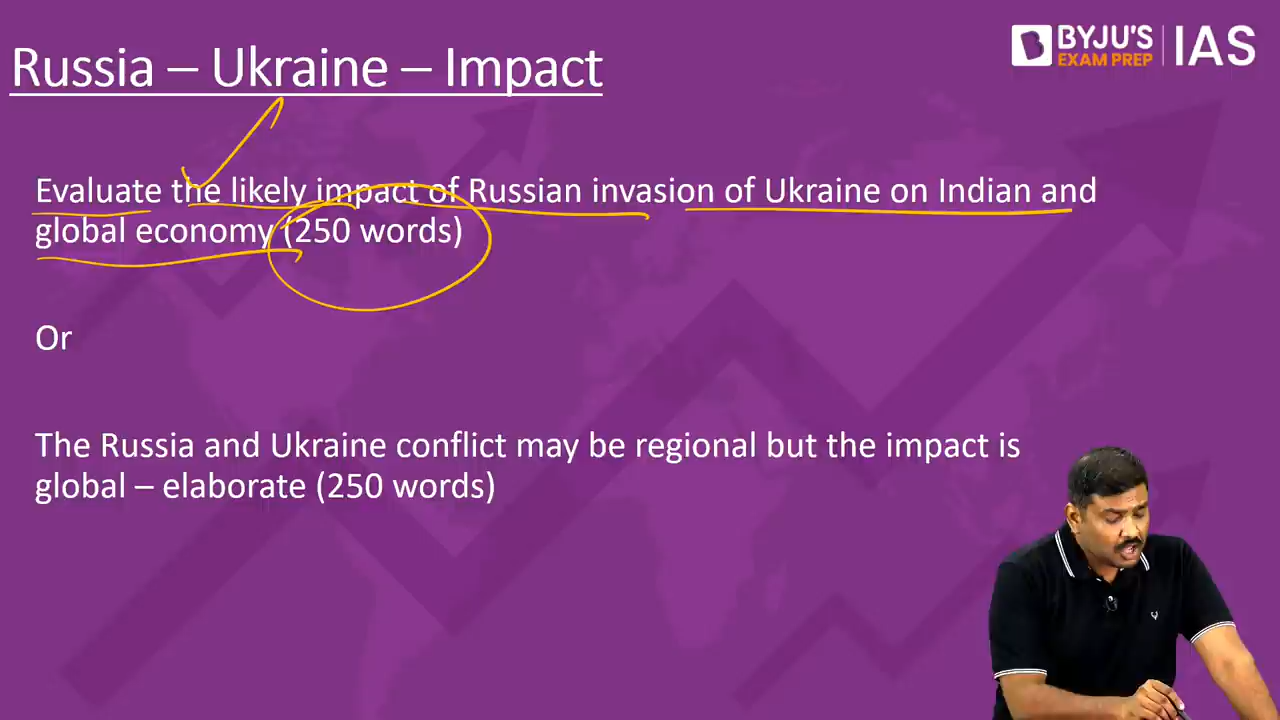 Russia – Ukraine – Impact
BYJU'S
EXAM PREP
IAS
Evaluate the likely impact of Russian invasion of Ukraine on Indian and
global economy (250 words)
Or
The Russia and Ukraine conflict may be regional but the impact is
global – elaborate (250 words)